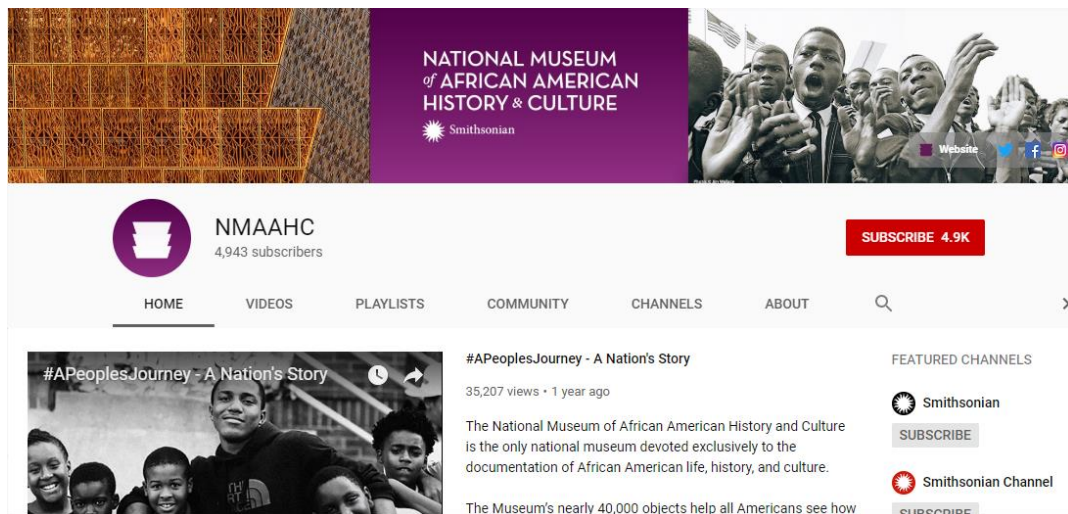 NATIONAL MUSEUM
of AFRICAN AMERICAN
HISTORY & CULTURE
Smithsonian
Website
NMAAHC
4,943 subscribers
SUBSCRIBE 4.9K
HOME VIDEOS PLAYLISTS COMMUNITY CHANNELS ABOUT
#APeoplesJourney - A Nation's Story
#APeoplesJourney - A Nation's Story
35,207 views • 1 year ago
The National Museum of African American History and Culture
is the only national museum devoted exclusively to the
documentation of African American life, history, and culture.
The Museum's nearly 40,000 objects help all Americans see how
FEATURED CHANNELS
Smithsonian
SUBSCRIBE
Smithsonian Channel
SUBSCRIBE